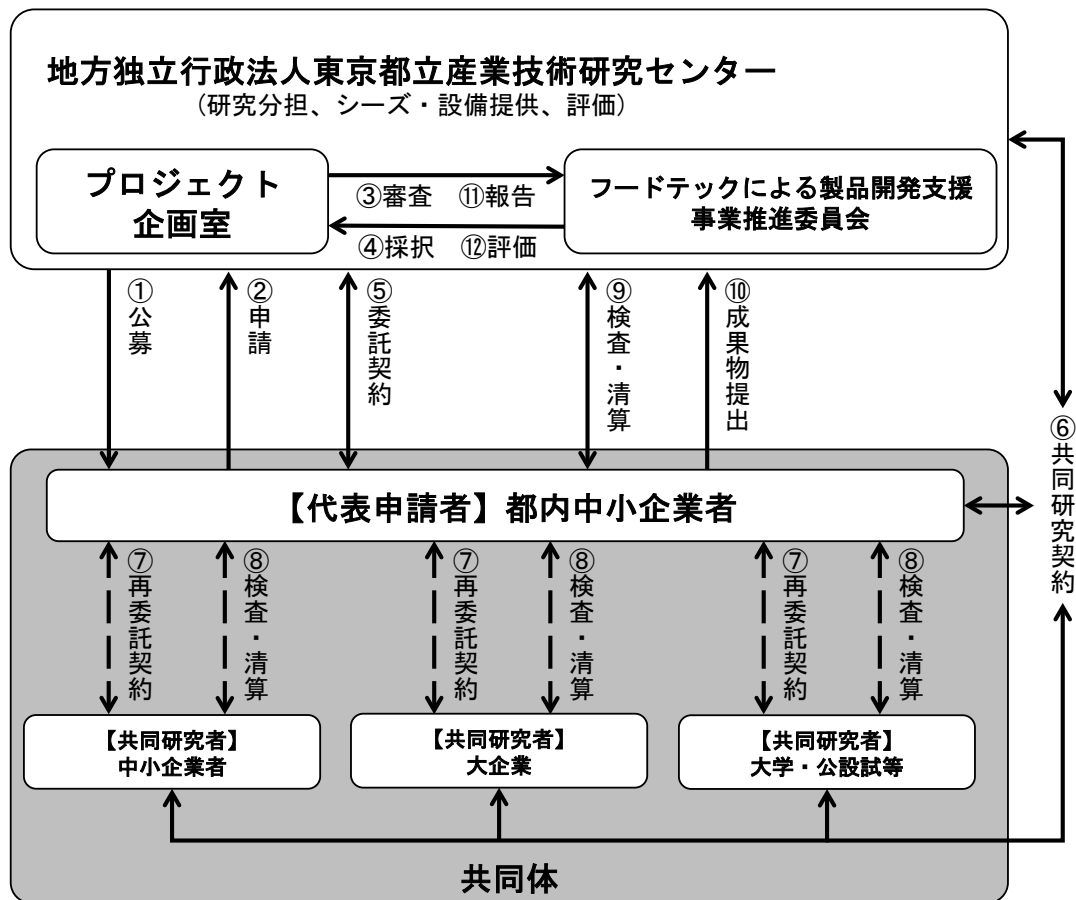 地方独立行政法人東京都立産業技術研究センター
（研究分担、シーズ・設備提供、評価）
プロジェクト
企画室
③審査 ⑪報告
④採択 ⑫評価
フードテックによる製品開発支援
事業推進委員会
①公募
②申請
⑤委託契約
⑨検査・清算
⑩成果物提出
⑥共同研究契約
【代表申請者】都内中小企業者
⑦再委託契約
⑧検査・清算
⑦再委託契約
⑧検査・清算
⑦再委託契約
⑧検査・清算
【共同研究者】
中小企業者
【共同研究者】
大企業
【共同研究者】
大学・公設試等
共同体